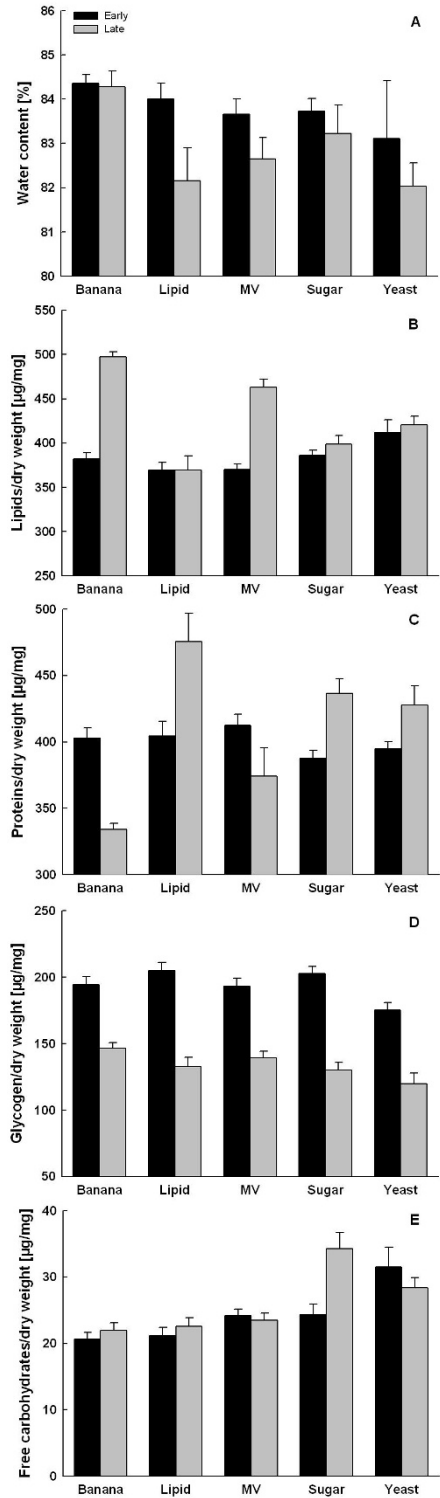 86
85
84
83
82
81
80
Water content [%]
Early
Late
A
Banana Lipid MV Sugar Yeast
550
500
450
400
350
300
250
Lipids/dry weight [µg/mg]
B
Banana Lipid MV Sugar Yeast
500
450
400
350
300
Proteins/dry weight [µg/mg]
C
Banana Lipid MV Sugar Yeast
250
200
150
100
50
Glycogen/dry weight [µg/mg]
D
Banana Lipid MV Sugar Yeast
40
30
20
10
0
Free carbohydrates/dry weight [µg/mg]
E
Banana Lipid MV Sugar Yeast